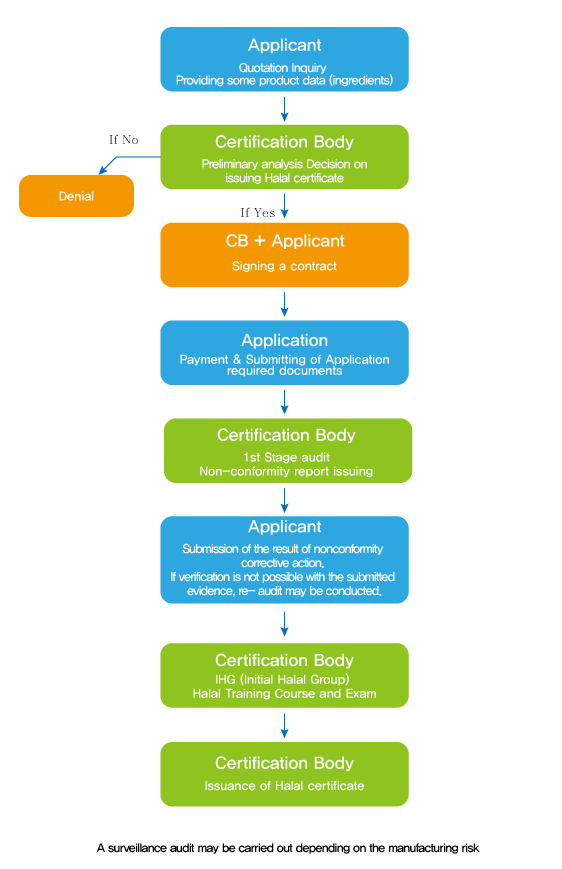 Applicant
Quotation Inquiry
Providing some product data (ingredients)
If No
Certification Body
Preliminary analysis Decision on
issuing Halal certificate
Denial
If Yes
CB + Applicant
Signing a contract
Application
Payment & Submitting of Application
required documents
Certification Body
1st Stage audit
Non-conformity report issuing
Applicant
Submission of the result of nonconformity
corrective action.
If verification is not possible with the submitted
evidence, re- audit may be conducted.
Certification Body
IHG (Initial Halal Group)
Halal Training Course and Exam
Certification Body
Issuance of Halal certificate
A surveillance audit may be carried out depending on the manufacturing risk